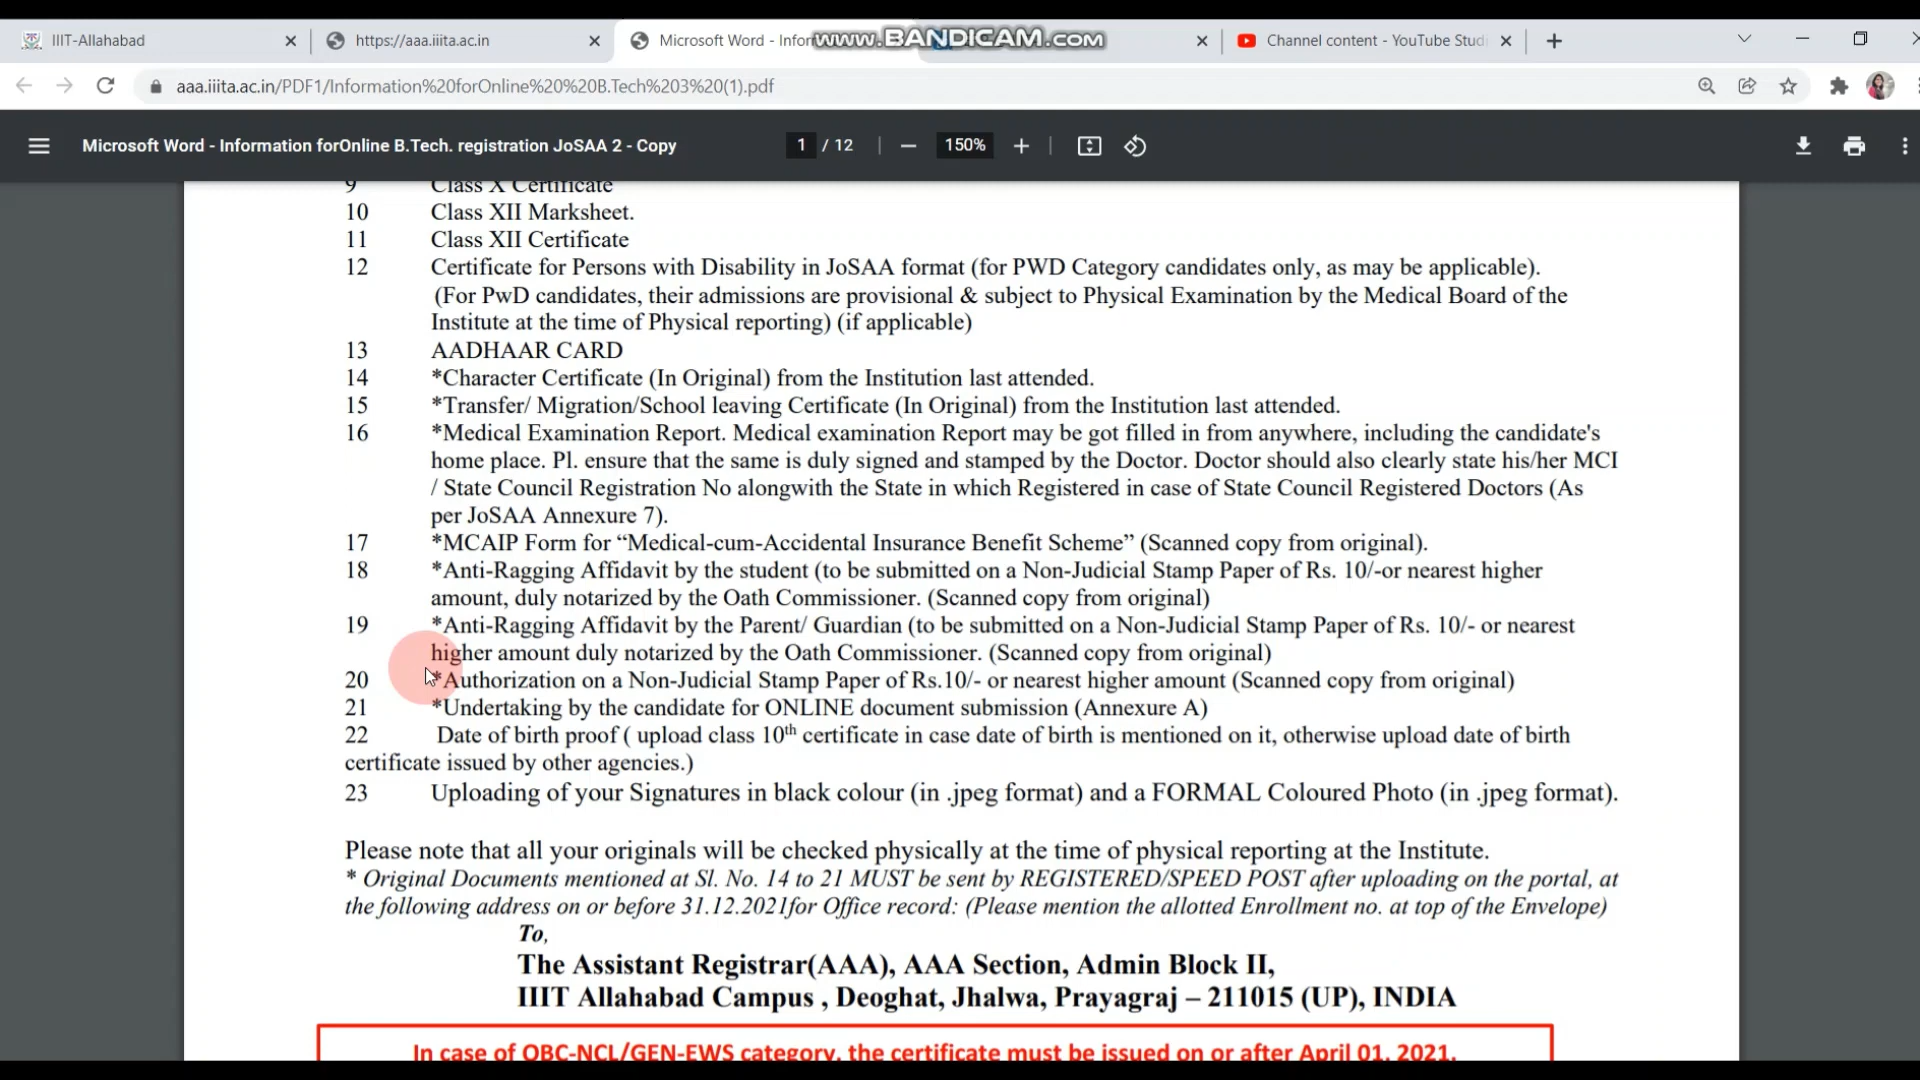 IIIT-Allahabad
https://aaa.iiita.ac.in
Microsoft Word - Infor
WWW.BANDICAM.COM
Channel content - YouTube Studi
aaa.iiita.ac.in/PDF1/Information%20forOnline%20%20B.Tech%203%20(1).pdf
Microsoft Word - Information forOnline B.Tech. registration JoSAA 2 - Copy
1 / 12
150%
9 Class X Certificate
10 Class XII Marksheet.
11 Class XII Certificate
12 Certificate for Persons with Disability in JoSAA format (for PWD Category candidates only, as may be applicable).
(For PwD candidates, their admissions are provisional & subject to Physical Examination by the Medical Board of the
Institute at the time of Physical reporting) (if applicable)
13 AADHAAR CARD
14 *Character Certificate (In Original) from the Institution last attended.
15 *Transfer/ Migration/School leaving Certificate (In Original) from the Institution last attended.
16 *Medical Examination Report. Medical examination Report may be got filled in from anywhere, including the candidate's
home place. Pl. ensure that the same is duly signed and stamped by the Doctor. Doctor should also clearly state his/her MCI
/ State Council Registration No alongwith the State in which Registered in case of State Council Registered Doctors (As
per JoSAA Annexure 7).
17 *MCAIP Form for “Medical-cum-Accidental Insurance Benefit Scheme” (Scanned copy from original).
18 *Anti-Ragging Affidavit by the student (to be submitted on a Non-Judicial Stamp Paper of Rs. 10/-or nearest higher
amount, duly notarized by the Oath Commissioner. (Scanned copy from original)
19 *Anti-Ragging Affidavit by the Parent/ Guardian (to be submitted on a Non-Judicial Stamp Paper of Rs. 10/- or nearest
higher amount duly notarized by the Oath Commissioner. (Scanned copy from original)
20 *Authorization on a Non-Judicial Stamp Paper of Rs.10/- or nearest higher amount (Scanned copy from original)
21 *Undertaking by the candidate for ONLINE document submission (Annexure A)
22 Date of birth proof ( upload class 10th certificate in case date of birth is mentioned on it, otherwise upload date of birth
certificate issued by other agencies.)
23 Uploading of your Signatures in black colour (in .jpeg format) and a FORMAL Coloured Photo (in .jpeg format).
Please note that all your originals will be checked physically at the time of physical reporting at the Institute.
* Original Documents mentioned at Sl. No. 14 to 21 MUST be sent by REGISTERED/SPEED POST after uploading on the portal, at
the following address on or before 31.12.2021for Office record: (Please mention the allotted Enrollment no. at top of the Envelope)
To,
The Assistant Registrar(AAA), AAA Section, Admin Block II,
IIIT Allahabad Campus , Deoghat, Jhalwa, Prayagraj – 211015 (UP), INDIA
In case of OBC-NCL/GEN-EWS category, the certificate must be issued on or after April 01, 2021.